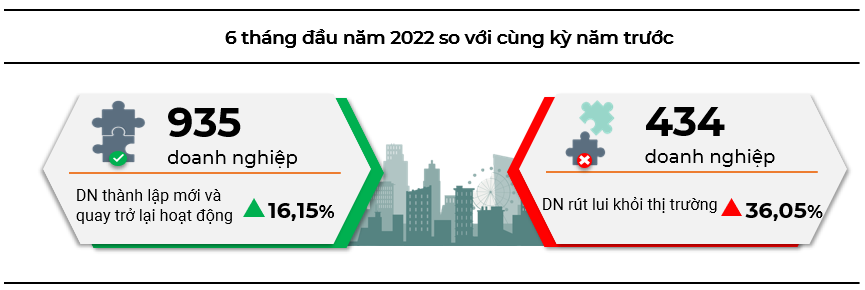 6 tháng đầu năm 2022 so với cùng kỳ năm trước
935
doanh nghiệp
DN thành lập mới và
quay trở lại hoạt động
16,15%
434
doanh nghiệp
DN rút lui khỏi thị trường
36,05%